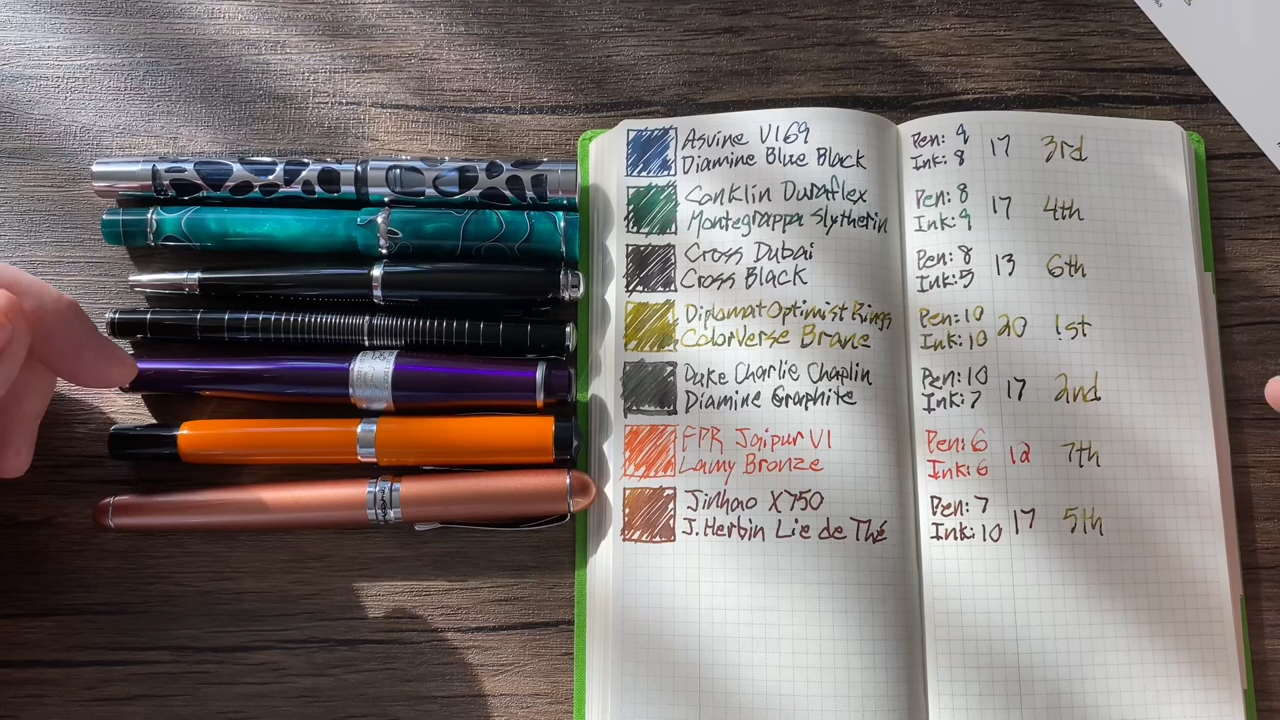 Asvine V169
Diamine Blue Black
Pen: 9
Ink: 8
17
3rd
Conklin Duraflex
Montegrappa Slytherin
Pen: 8
Ink: 9
17
4th
Cross Dubai
Cross Black
Pen: 8
Ink: 5
13
6th
Diplomat Optimist Rings
ColorVerse Brane
Pen: 10
Ink: 10
20
1st
Duke Charlie Chaplin
Diamine Graphite
Pen: 10
Ink: 7
17
2nd
FPR Jaipur V1
Lamy Bronze
Pen: 6
Ink: 6
12
7th
Jinhao X750
J. Herbin Lie de Thé
Pen: 7
Ink: 10
17
5th